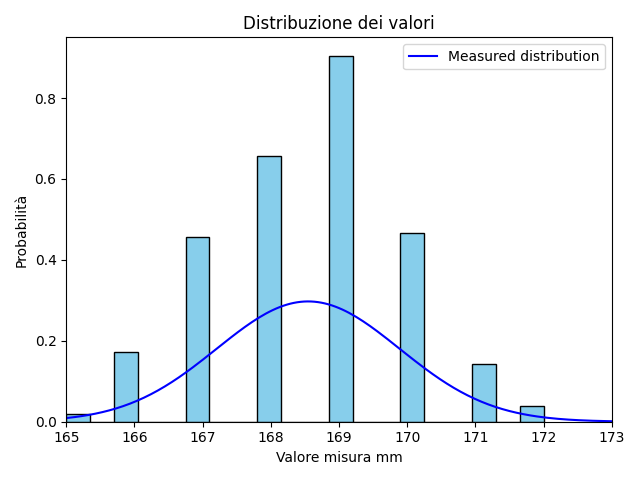 Distribuzione dei valori
Measured distribution
Probabilità
0.8
0.6
0.4
0.2
0.0
165 166 167 168 169 170 171 172 173
Valore misura mm